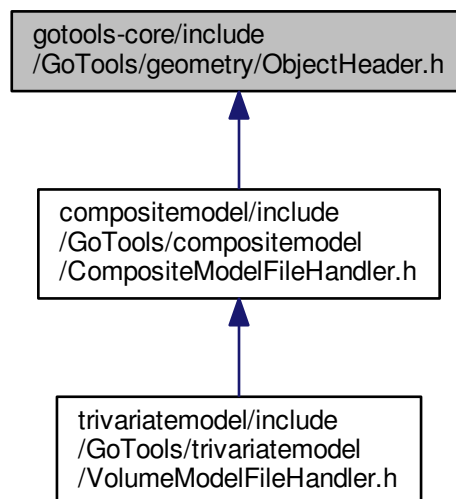 gotools-core/include
/GoTools/geometry/ObjectHeader.h
compositemodel/include
/GoTools/compositemodel
/CompositeModelFileHandler.h
trivariatemodel/include
/GoTools/trivariatemodel
/VolumeModelFileHandler.h